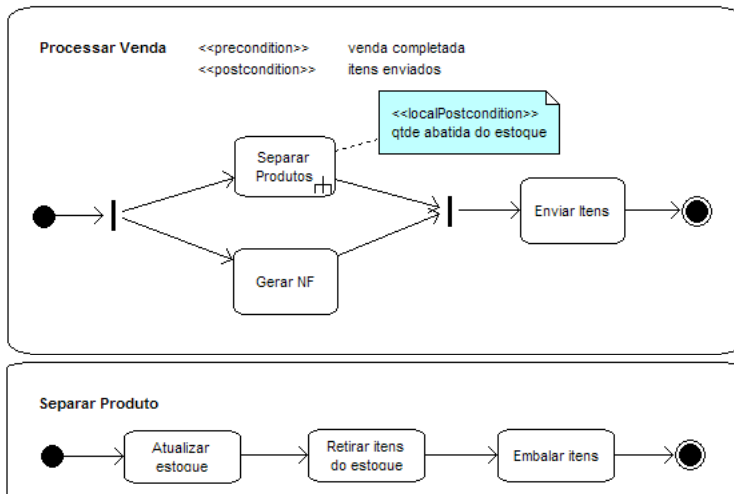 Processar Venda <<precondition>> venda completada
<<postcondition>> itens enviados
<<localPostcondition>>
qtde abatida do estoque
Separar
Produtos
Enviar Itens
Gerar NF
Separar Produto
Atualizar
estoque
Retirar itens
do estoque
Embalar itens